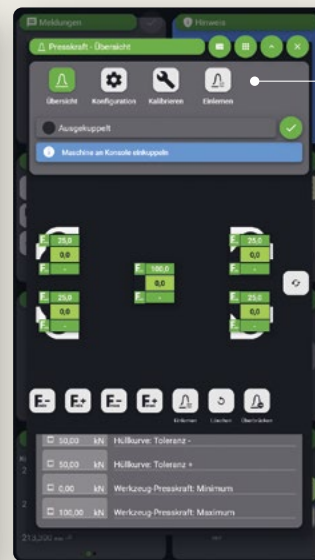 Meldungen
Hinweis
Presskraft - Übersicht
Übersicht
Konfiguration
Kalibrieren
Einlernen
Ausgekuppelt
Maschine an Konsole einkuppeln
F 25,0
0,0
F -
F 25,0
0,0
F -
F 100,0
0,0
F -
F 25,0
0,0
F -
F 25,0
0,0
F -
F-
F+
F-
F+
Einlernen
Löschen
Überbrücken
50,00 kN Hüllkurve: Toleranz -
50,00 kN Hüllkurve: Toleranz +
0,00 kN Werkzeug-Presskraft: Minimum
100,00 kN Werkzeug-Presskraft: Maximum